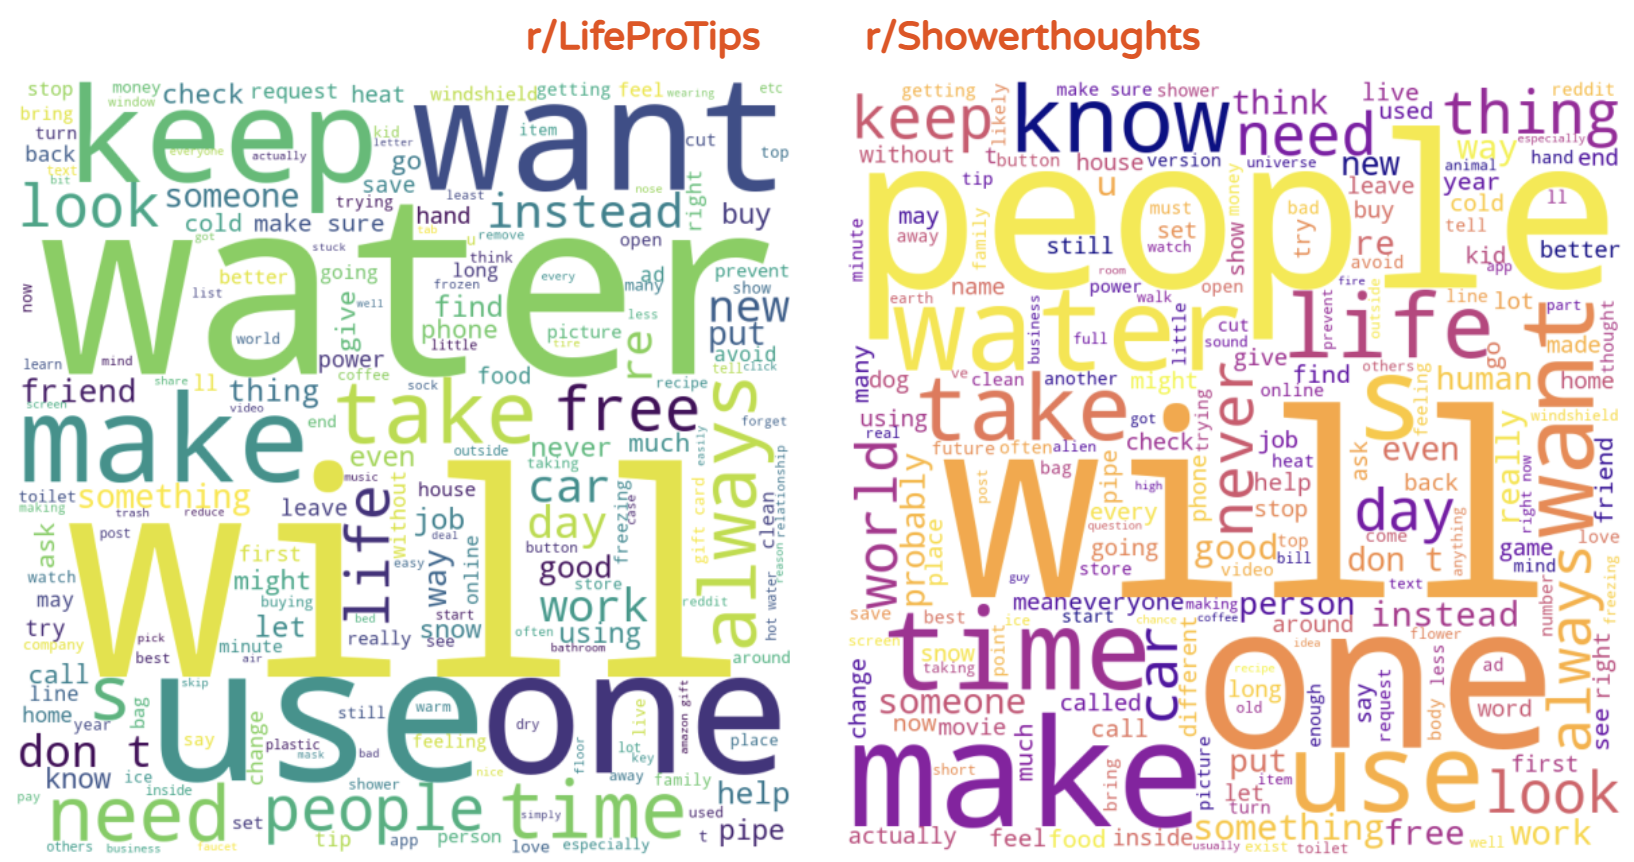 r/LifeProTips
stop money check request heat windshield getting feel wearing etc
bring window keep want
turn kid letter item cut top
back everyone actually go
text bit save least nose right
look someone trying hand instead buy
cold make sure tab u remove open
got stuck think
water
better going long frozen every ad many prevent show
now list give well find less new
world phone picture put
learn mind power little tire re avoid
tell click
friend share ll thing coffee sock food recipe
screen video take free always forget
make end never much easily
even outside taking
toilet something music house car freezing case
making trash reduce leave life without job day gift card clean relationship
ask post first deal button good
watch might easy way online store reason
may buying work reddit hot water
will
try let bed start using
company pick minute really see snow often bathroom
best air around
call s skip use one
line bag still warm dry live amazon gift
home year say change plastic mask bad feeling floor lot key place
don t
know ice inside nice away family
pay shower help
need people time
set simply used
others business faucet tip app person love especially t pipe
r/Showerthoughts
getting likely make sure shower think live used reddit
keep know need thing
especially
without t button house version universe new way hand end
tip u animal
people
leave year cold ll
may away family must set bad try buy tell
minute still watch show money re kid better
room avoid app
name power open fire
earth water walk life prevent outside line lot part
business full little cut sound want made
many give go thought
dog ve clean another might find others human home
take online s feeling
using real got never windshield
future often alien check trying job ask even really
world bag pipe heat back friend
probably post will high phone help day right now
every question stop come love
place going good top don t anything game
store video bill mind
guy text always
mean everyone making person instead number freezing
save best start coffee around
time ice chance
screen snow point car one flower
taking idea
change someone different recipe less ad see right
called long old enough say request body word
now movie call
make much put use look
short bring picture item first
let turn
actually feel food inside something free well work
usually exist toilet